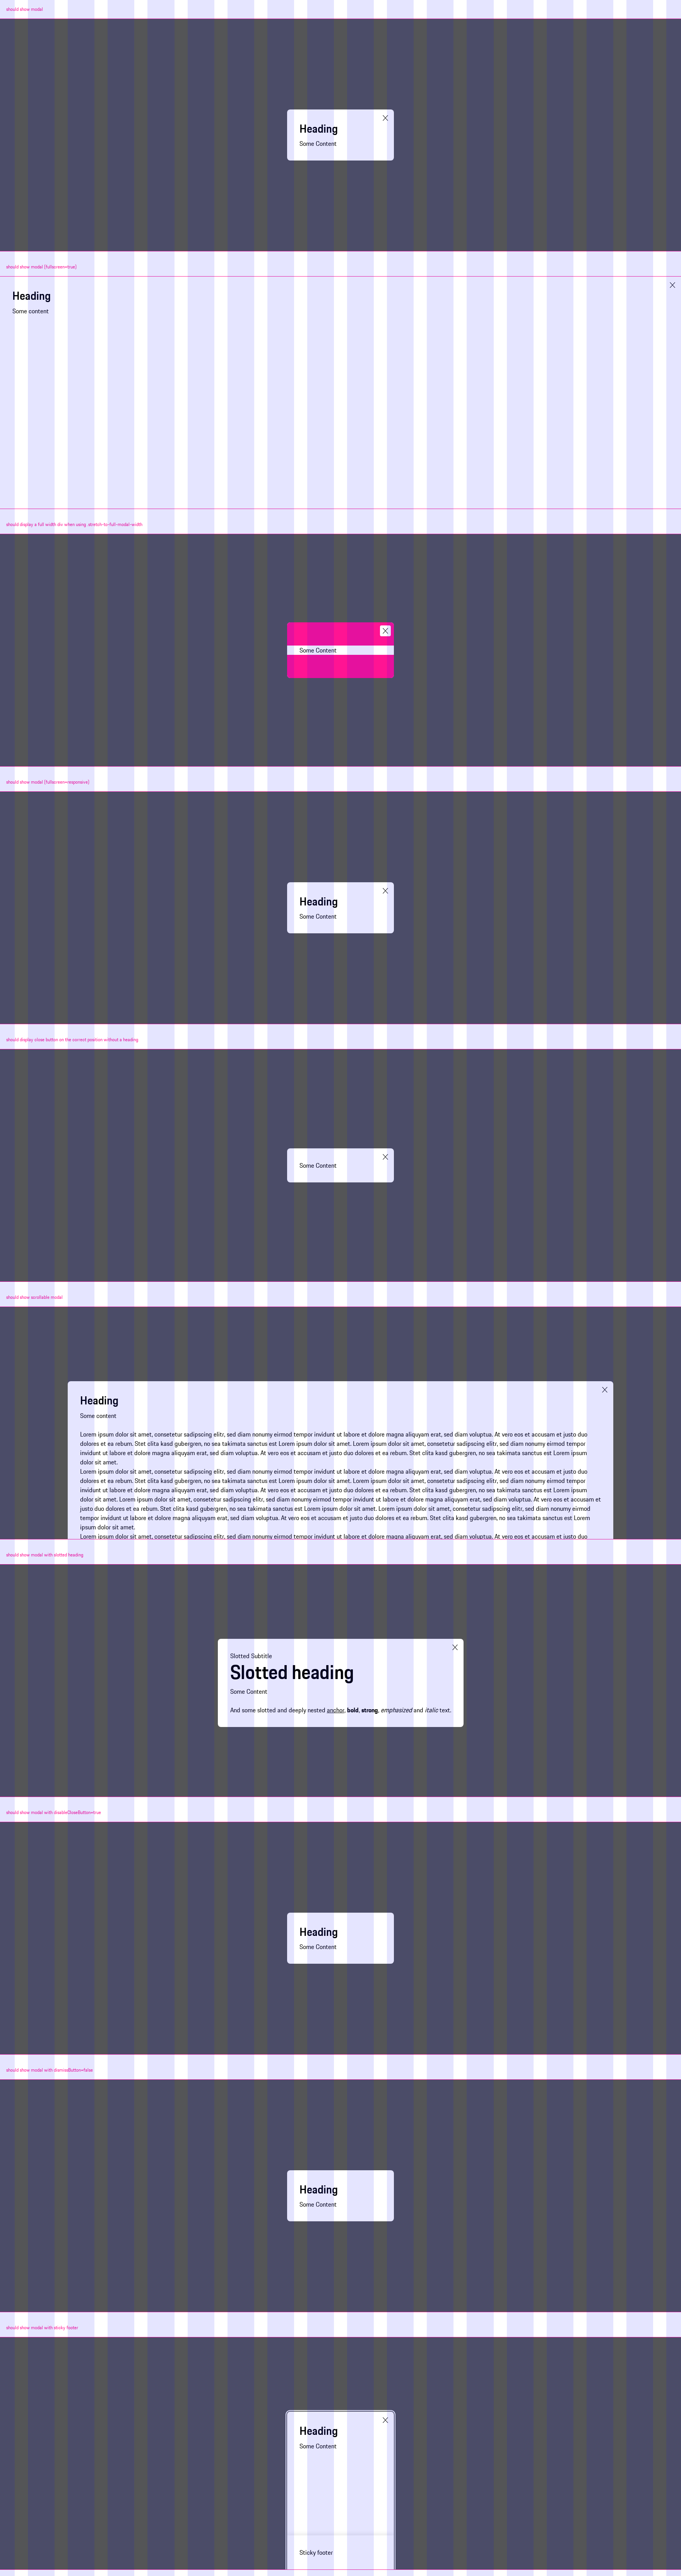 should show modal
Heading
Some Content
should show modal (fullscreen=true)
Heading
Some content
should display a full width div when using .stretch-to-full-modal-width
Some Content
should show modal (fullscreen=responsive)
Heading
Some Content
should display close button on the correct position without a heading
Some Content
should show scrollable modal
Heading
Some content
Lorem ipsum dolor sit amet, consetetur sadipscing elitr, sed diam nonumy eirmod tempor invidunt ut labore et dolore magna aliquyam erat, sed diam voluptua. At vero eos et accusam et justo duo
dolores et ea rebum. Stet clita kasd gubergren, no sea takimata sanctus est Lorem ipsum dolor sit amet. Lorem ipsum dolor sit amet, consetetur sadipscing elitr, sed diam nonumy eirmod tempor
invidunt ut labore et dolore magna aliquyam erat, sed diam voluptua. At vero eos et accusam et justo duo dolores et ea rebum. Stet clita kasd gubergren, no sea takimata sanctus est Lorem ipsum
dolor sit amet.
Lorem ipsum dolor sit amet, consetetur sadipscing elitr, sed diam nonumy eirmod tempor invidunt ut labore et dolore magna aliquyam erat, sed diam voluptua. At vero eos et accusam et justo duo
dolores et ea rebum. Stet clita kasd gubergren, no sea takimata sanctus est Lorem ipsum dolor sit amet. Lorem ipsum dolor sit amet, consetetur sadipscing elitr, sed diam nonumy eirmod tempor
invidunt ut labore et dolore magna aliquyam erat, sed diam voluptua. At vero eos et accusam et justo duo dolores et ea rebum. Stet clita kasd gubergren, no sea takimata sanctus est Lorem ipsum
dolor sit amet. Lorem ipsum dolor sit amet, consetetur sadipscing elitr, sed diam nonumy eirmod tempor invidunt ut labore et dolore magna aliquyam erat, sed diam voluptua. At vero eos et accusam et
justo duo dolores et ea rebum. Stet clita kasd gubergren, no sea takimata sanctus est Lorem ipsum dolor sit amet. Lorem ipsum dolor sit amet, consetetur sadipscing elitr, sed diam nonumy eirmod
tempor invidunt ut labore et dolore magna aliquyam erat, sed diam voluptua. At vero eos et accusam et justo duo dolores et ea rebum. Stet clita kasd gubergren, no sea takimata sanctus est Lorem
ipsum dolor sit amet.
Lorem ipsum dolor sit amet, consetetur sadipscing elitr, sed diam nonumy eirmod tempor invidunt ut labore et dolore magna aliquyam erat, sed diam voluptua. At vero eos et accusam et justo duo
should show modal with slotted heading
Slotted Subtitle
Slotted heading
Some Content
And some slotted and deeply nested anchor, bold, strong, emphasized and italic text.
should show modal with disableCloseButton=true
Heading
Some Content
should show modal with dismissButton=false
Heading
Some Content
should show modal with sticky footer
Heading
Some Content
Sticky footer